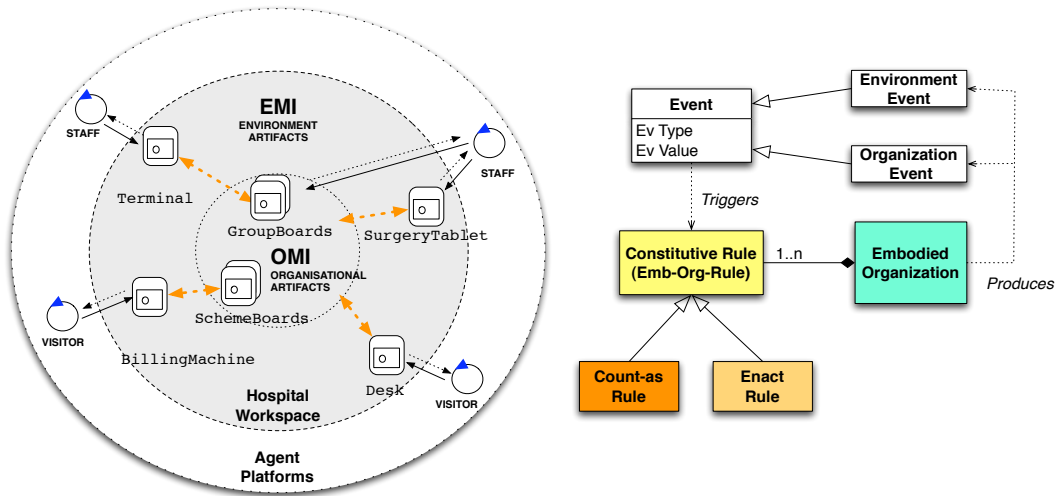 EMI
ENVIRONMENT
ARTIFACTS
STAFF
STAFF
Terminal
GroupBoards
SurgeryTablet
OMI
ORGANISATIONAL
ARTIFACTS
SchemeBoards
VISITOR
BillingMachine
Desk
VISITOR
Hospital
Workspace
Agent
Platforms
Event
Ev Type
Ev Value
Environment
Event
Organization
Event
Triggers
Constitutive Rule
(Emb-Org-Rule)
1..n
Embodied
Organization
Produces
Count-as
Rule
Enact
Rule